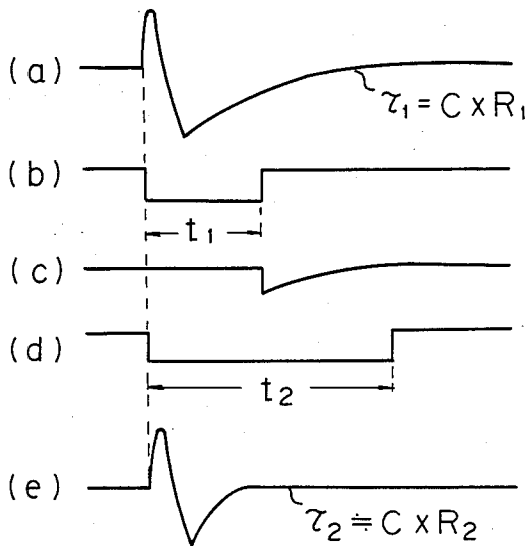 (a)
τ₁ = C × R₁
(b)
t₁
(c)
(d)
t₂
(e)
τ₂ ≒ C × R₂